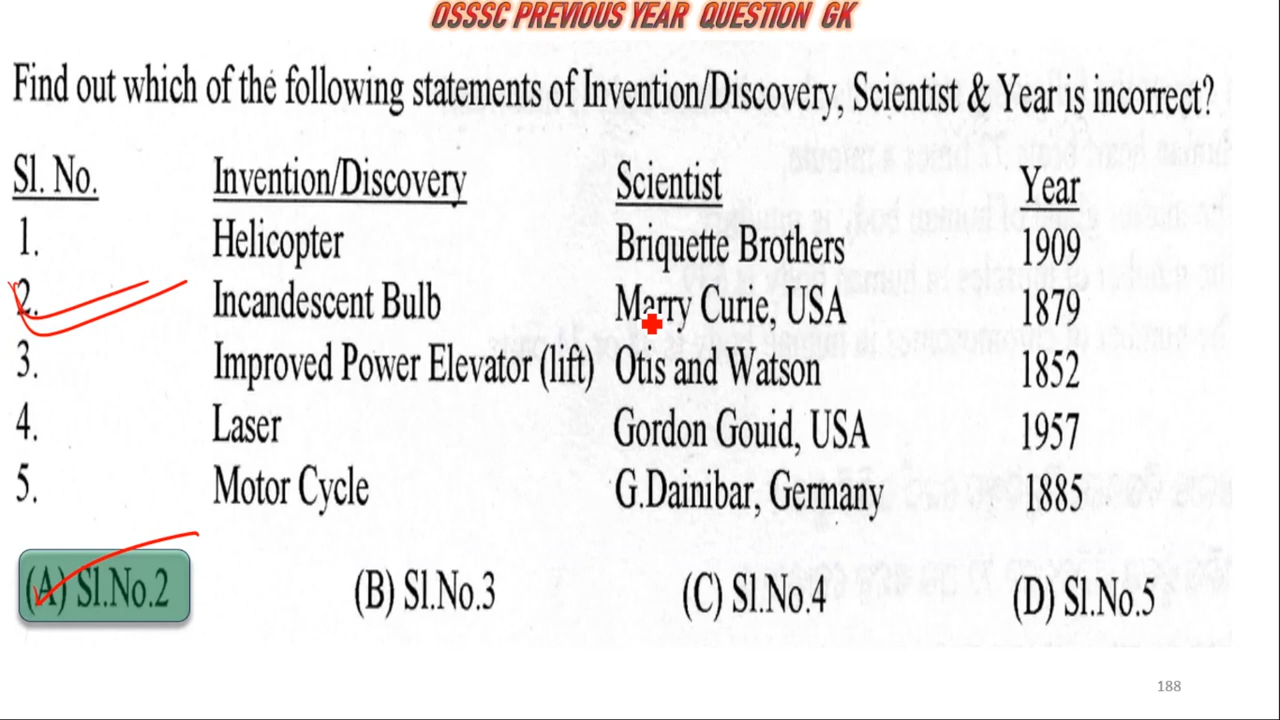 OSSSC PREVIOUS YEAR QUESTION GK
Find out which of the following statements of Invention/Discovery, Scientist & Year is incorrect?
Sl. No. Invention/Discovery Scientist Year
1. Helicopter Briquette Brothers 1909
2. Incandescent Bulb Marry Curie, USA 1879
3. Improved Power Elevator (lift) Otis and Watson 1852
4. Laser Gordon Gouid, USA 1957
5. Motor Cycle G.Dainibar, Germany 1885
(A) Sl.No.2 (B) Sl.No.3 (C) Sl.No.4 (D) Sl.No.5
188